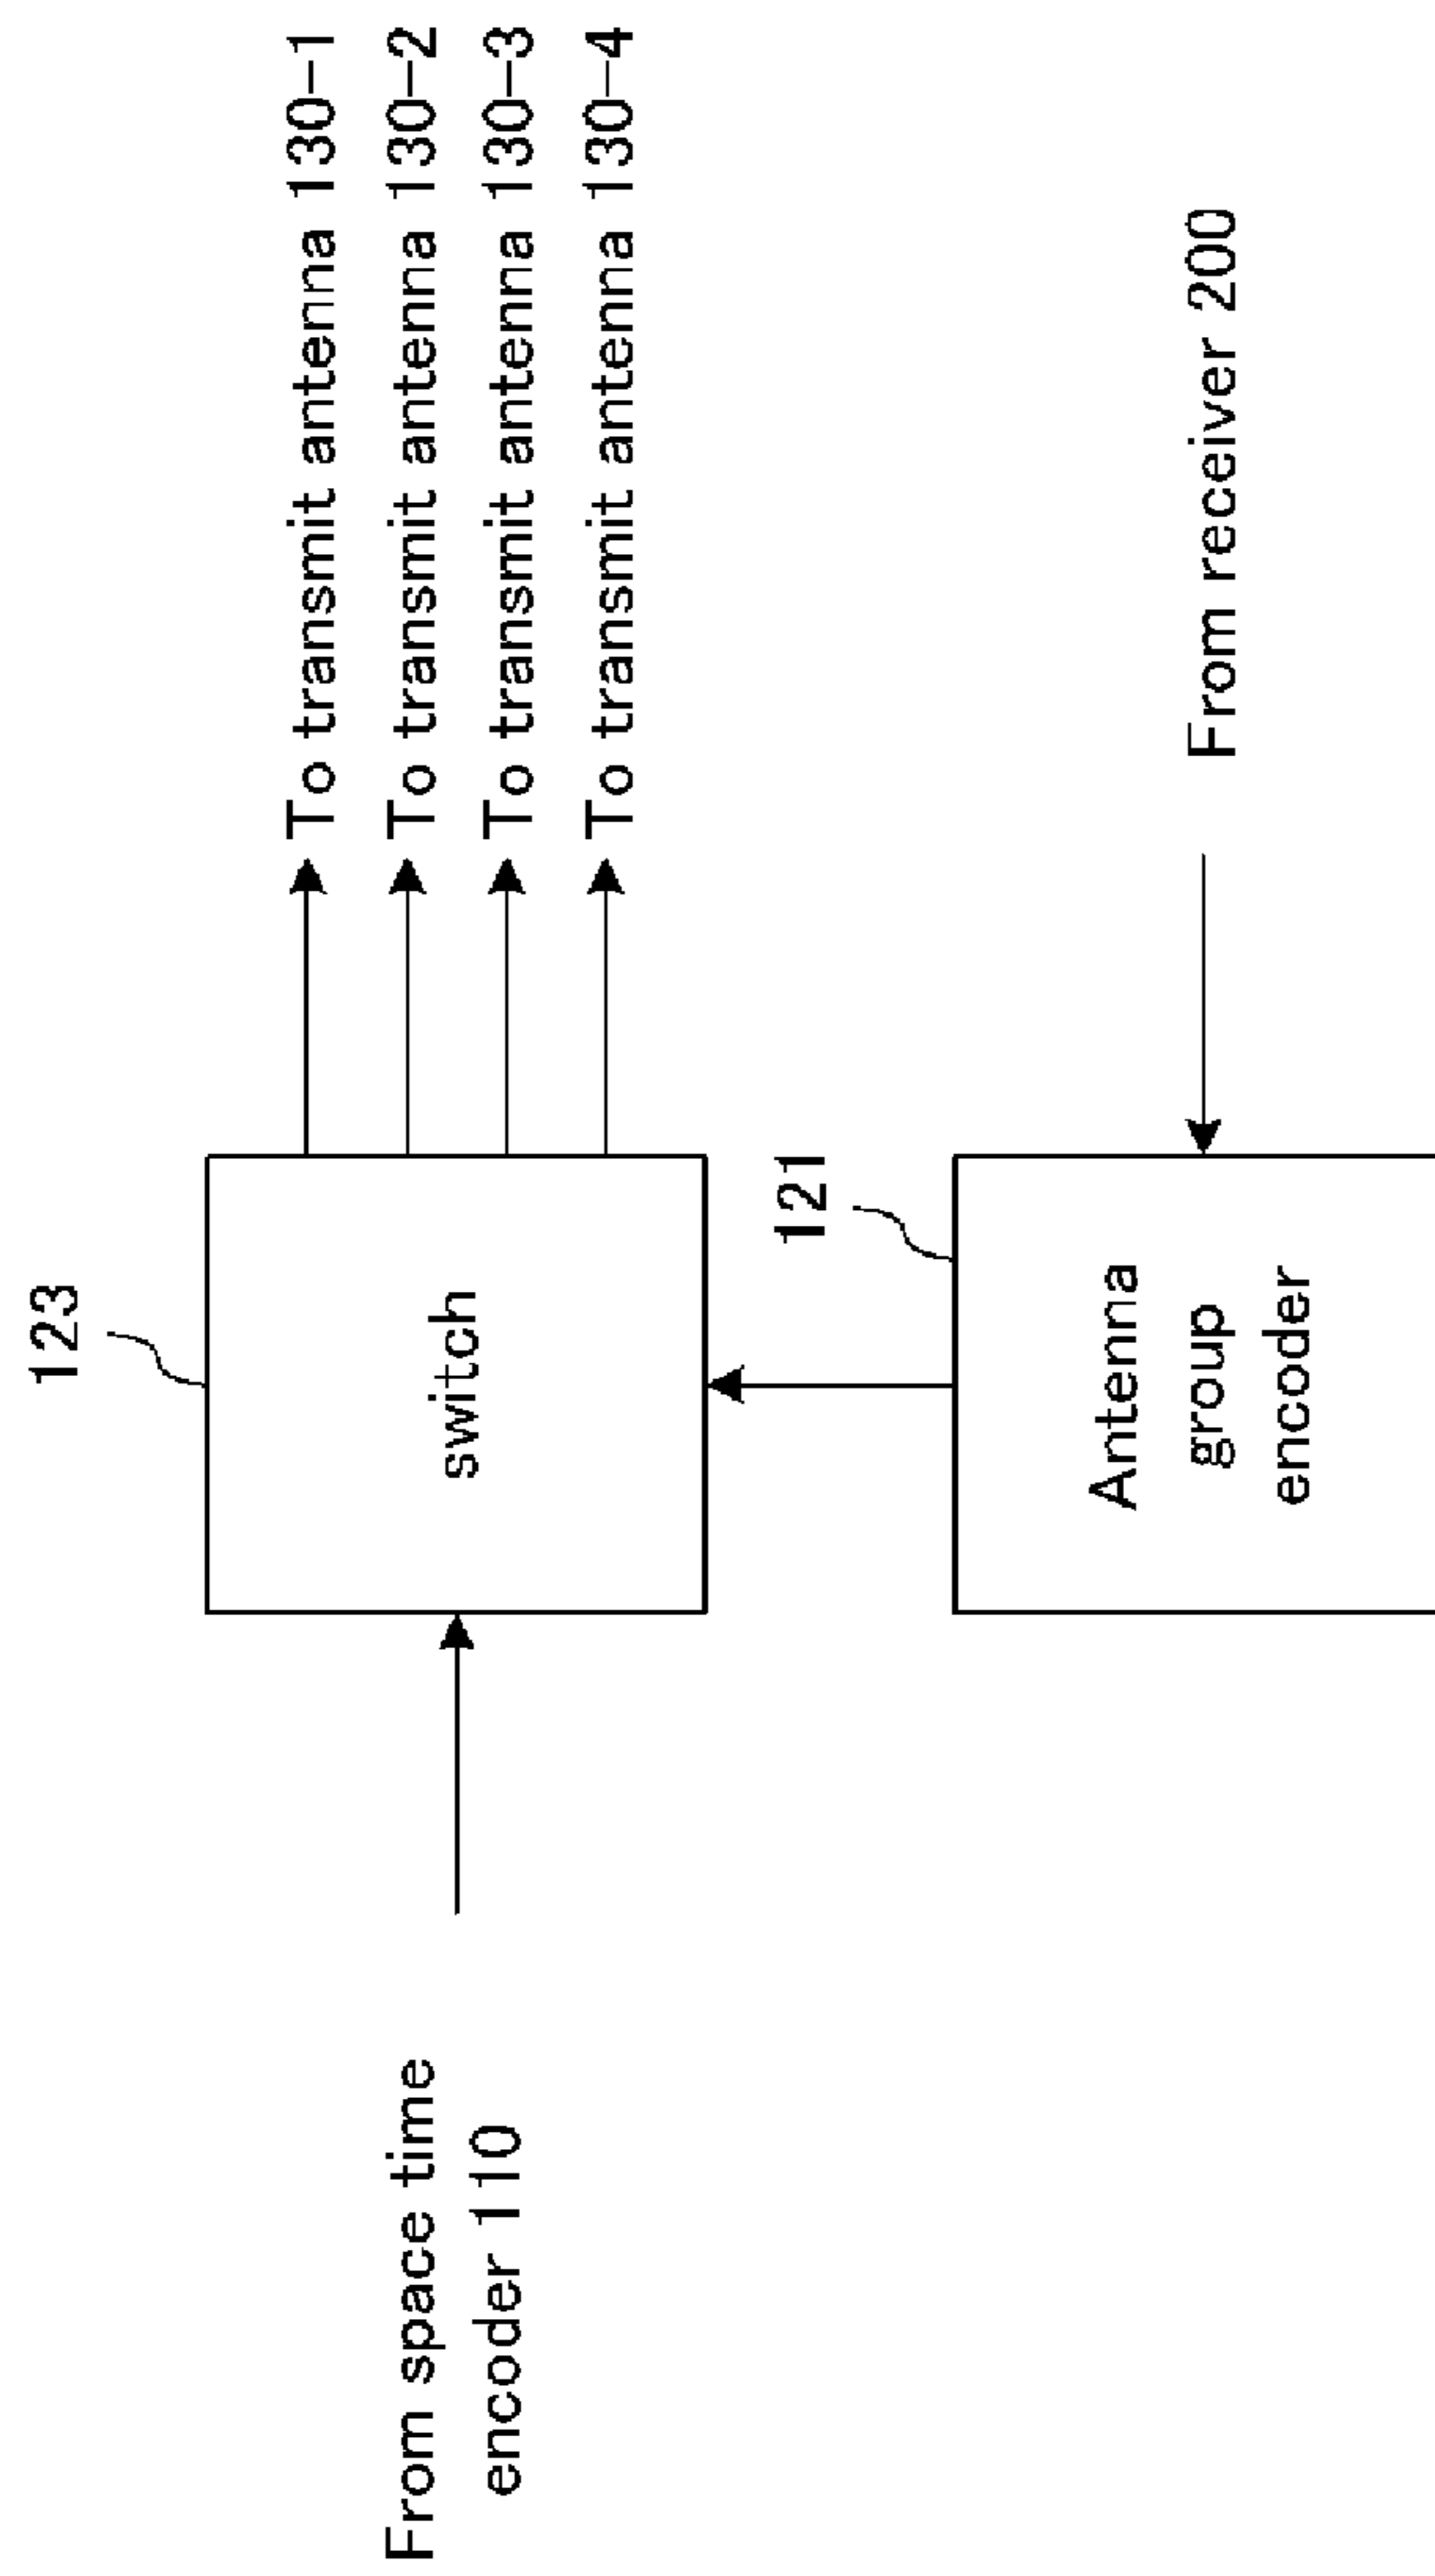 123
To transmit antenna 130-1
To transmit antenna 130-2
To transmit antenna 130-3
To transmit antenna 130-4
From space time
encoder 110
switch
121
Antenna
group
encoder
From receiver 200